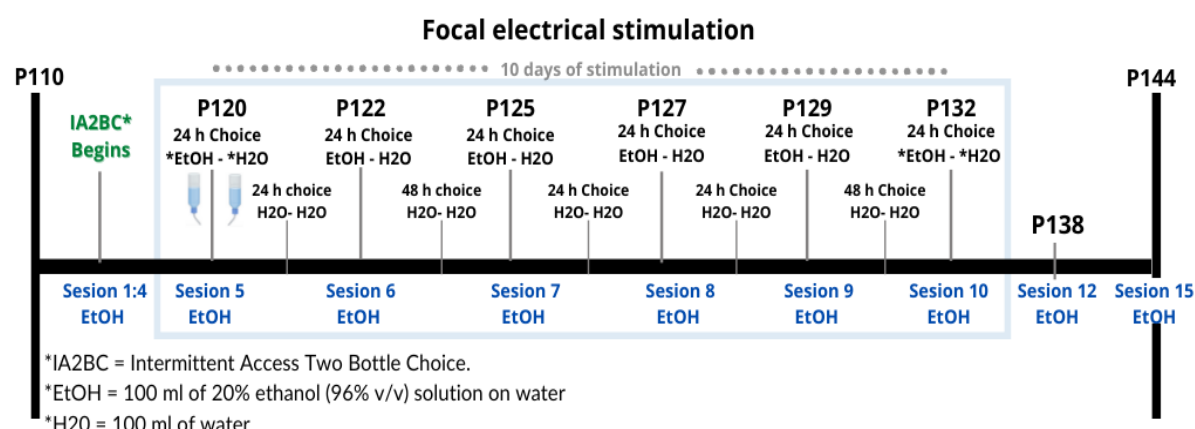 Focal electrical stimulation
10 days of stimulation
P110
P144
IA2BC*
Begins
P120
24 h Choice
*EtOH - *H2O
P122
24 h Choice
EtOH - H2O
P125
24 h Choice
EtOH - H2O
P127
24 h Choice
EtOH - H2O
P129
24 h Choice
EtOH - H2O
P132
24 h Choice
*EtOH - *H2O
24 h choice
H2O- H2O
48 h choice
H2O- H2O
24 h Choice
H2O- H2O
24 h Choice
H2O- H2O
48 h Choice
H2O- H2O
P138
Sesion 1:4
EtOH
Sesion 5
EtOH
Sesion 6
EtOH
Sesion 7
EtOH
Sesion 8
EtOH
Sesion 9
EtOH
Sesion 10
EtOH
Sesion 12
EtOH
Sesion 15
EtOH
*IA2BC = Intermittent Access Two Bottle Choice.
*EtOH = 100 ml of 20% ethanol (96% v/v) solution on water
*H20 = 100 ml of water